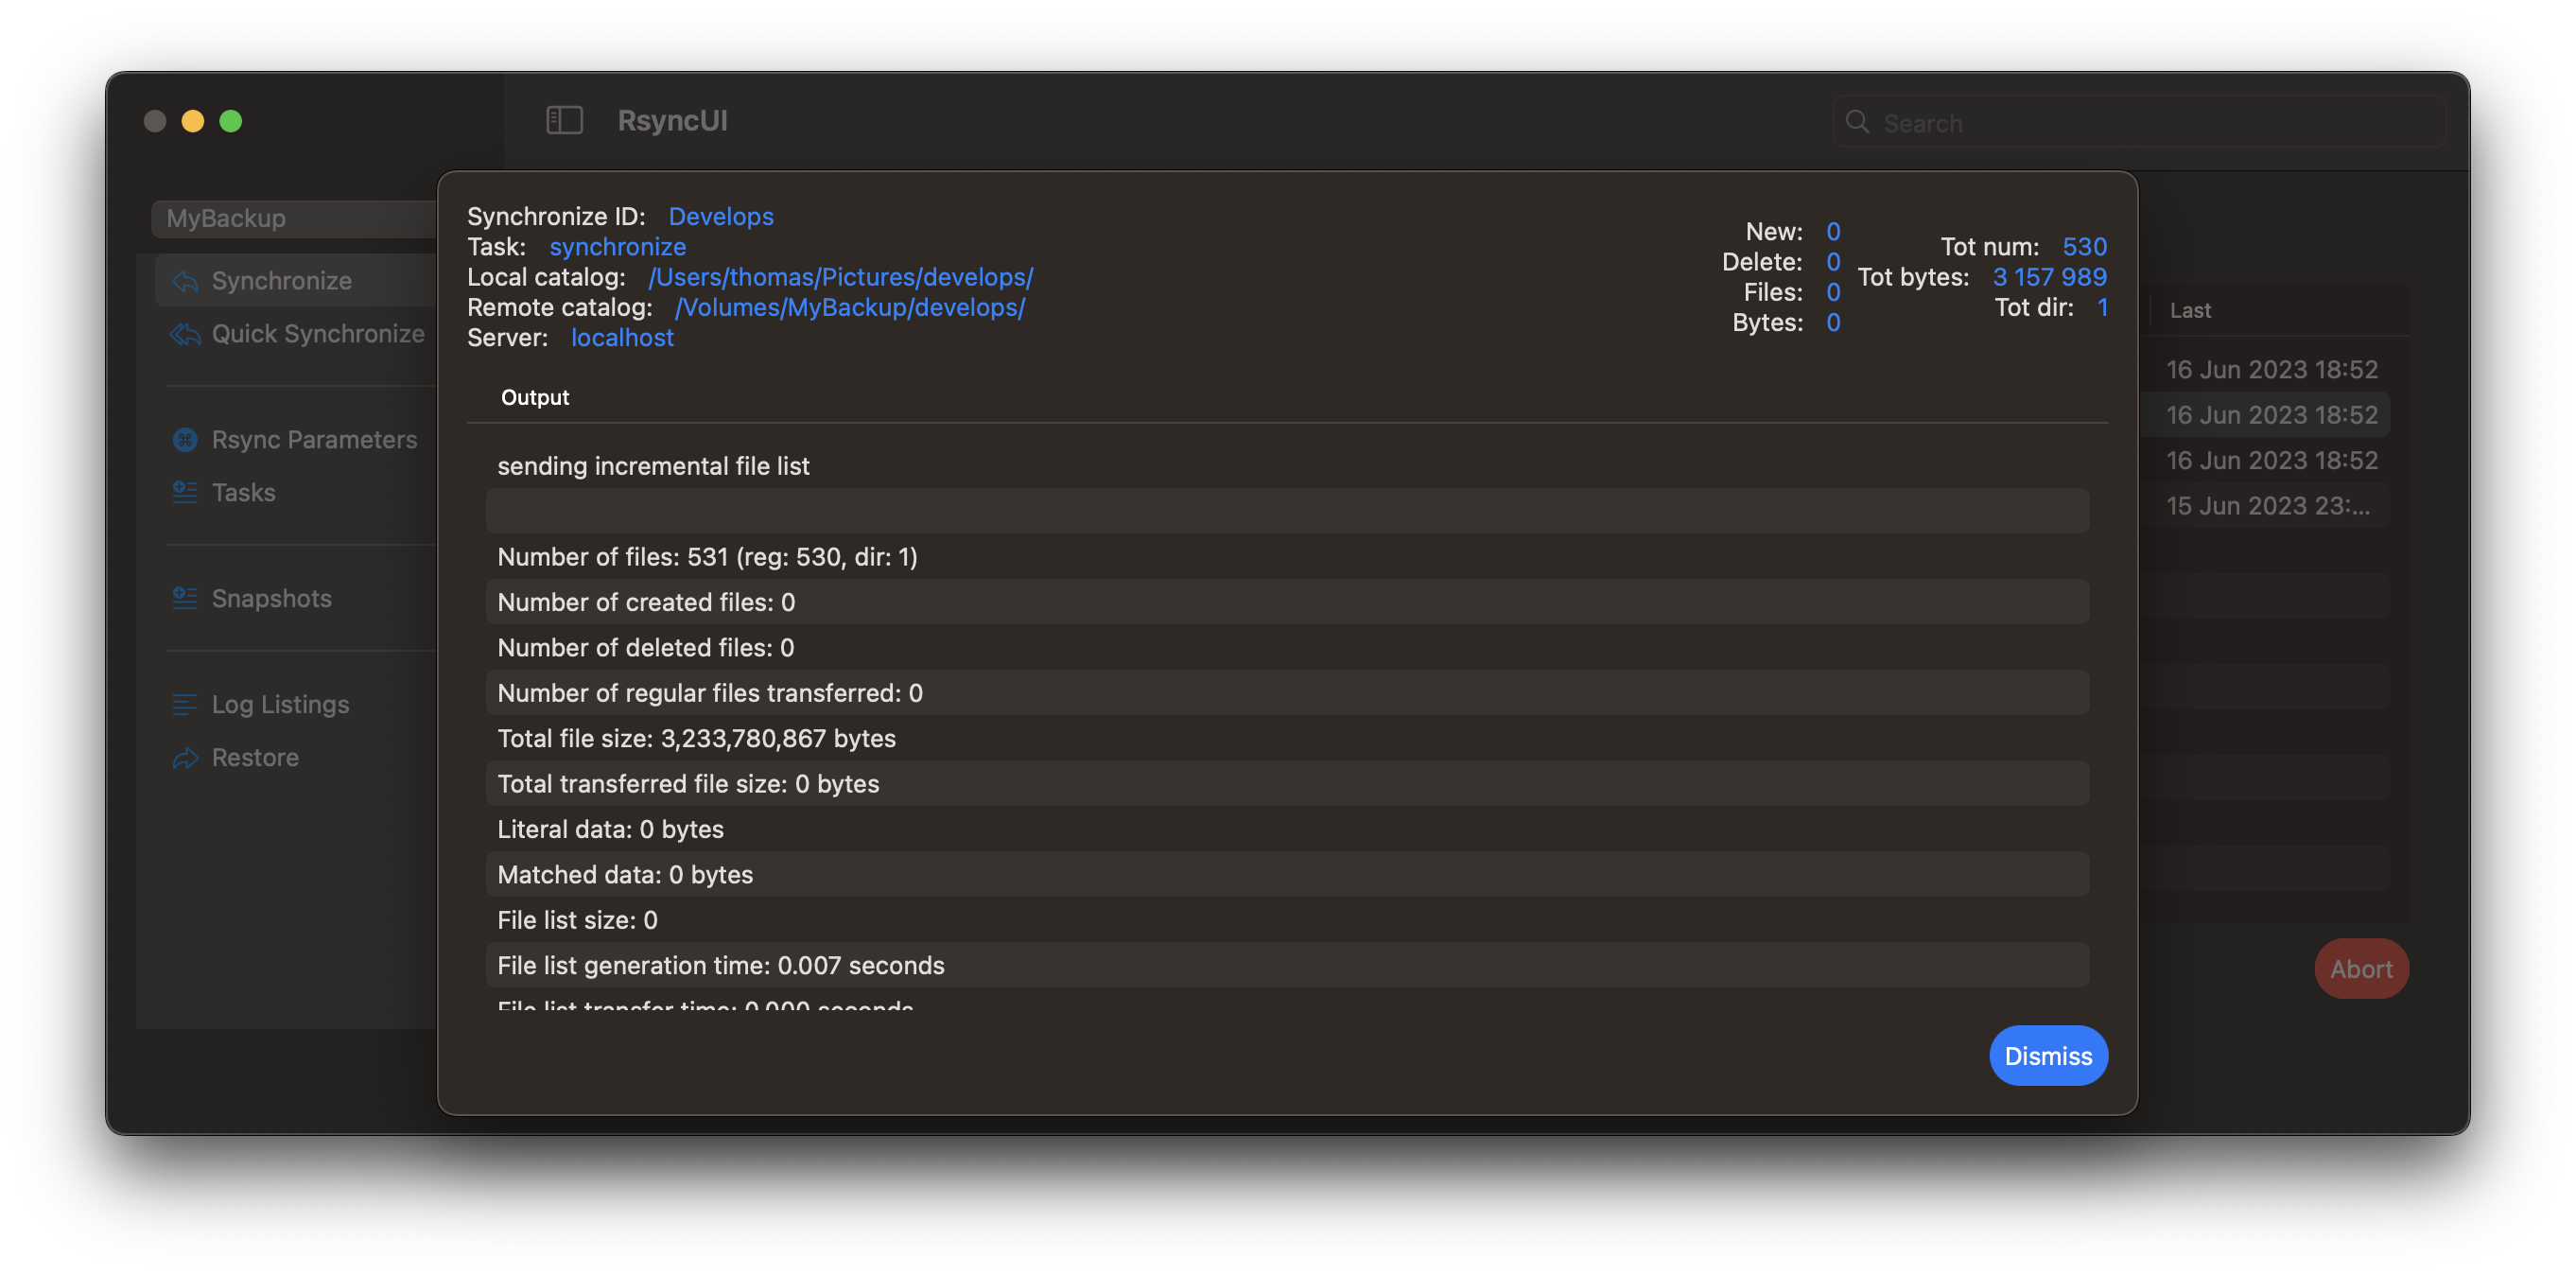 RsyncUI
Search
MyBackup
Synchronize
Quick Synchronize
Rsync Parameters
Tasks
Snapshots
Log Listings
Restore
Synchronize ID: Develops
Task: synchronize
Local catalog: /Users/thomas/Pictures/develops/
Remote catalog: /Volumes/MyBackup/develops/
Server: localhost
New: 0
Delete: 0
Files: 0
Bytes: 0
Tot num: 530
Tot bytes: 3 157 989
Tot dir: 1
Output
sending incremental file list
Number of files: 531 (reg: 530, dir: 1)
Number of created files: 0
Number of deleted files: 0
Number of regular files transferred: 0
Total file size: 3,233,780,867 bytes
Total transferred file size: 0 bytes
Literal data: 0 bytes
Matched data: 0 bytes
File list size: 0
File list generation time: 0.007 seconds
File list transfer time: 0.000 seconds
Dismiss
Last
16 Jun 2023 18:52
16 Jun 2023 18:52
16 Jun 2023 18:52
15 Jun 2023 23:...
Abort